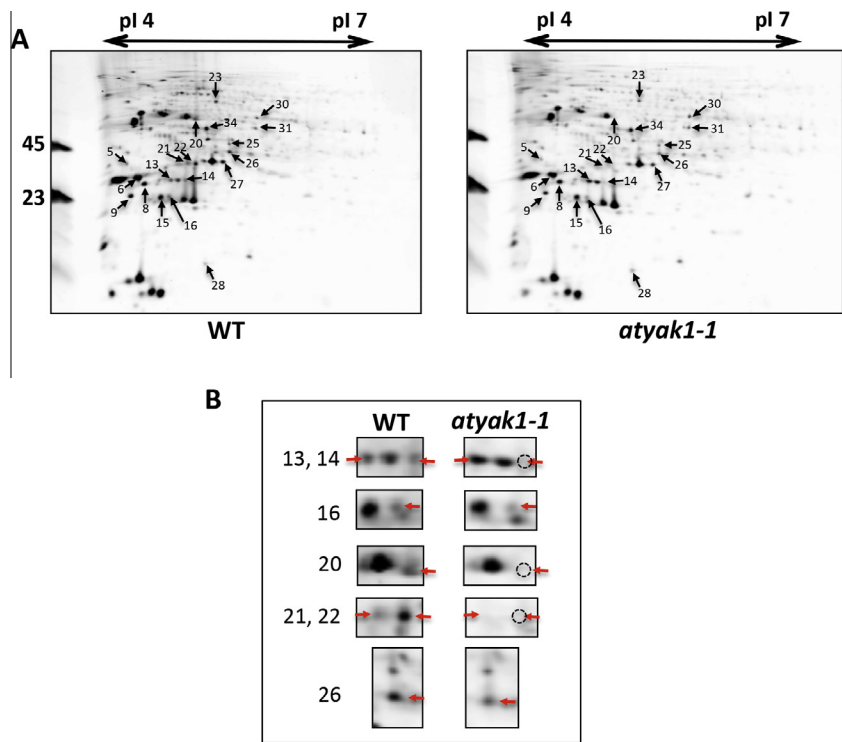 pI 4 pI 7 pI 4 pI 7
A
23 23
30 30
34 31 34 31
45
21 22 20 25 21 22 20 25
5 13 26 5 13 26
6 14 27 6 14 27
23
9 8 15 16 9 8 15 16
28 28
WT atyak1-1
B
WT atyak1-1
13, 14
16
20
21, 22
26